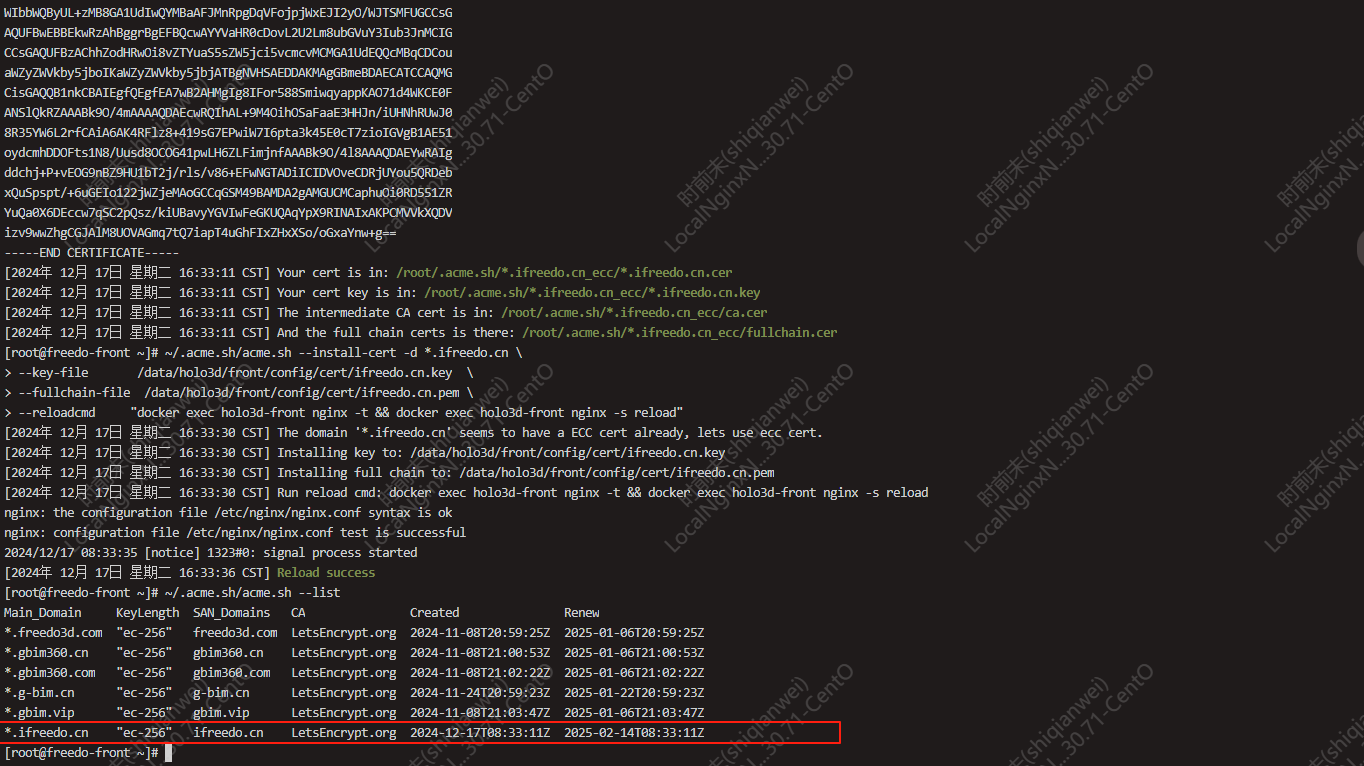 WIbbWQByUL+zMB8GA1UdIwQYMBaAFJMnRpgDqVFojpjWxEJI2yO/WJTSMFUGCCsG
AQUFBwEBBEkwRzAhBggrBgEFBQcwAYYVaHR0cDovL2U2Lm8ubGVuY3Iub3JnMCIG
CCsGAQUFBzAChhZodHRwOi8vZTYuaS5sZW5jci5vcmcvMCMGA1UdEQQcMBqCDCou
aWZyZWVkby5jboIKaWZyZWVkby5jbjATBgNVHSAEDDAKMAgGBmeBDAECATCCAQMG
CisGAQQB1nkCBAIEgfQEgfEA7wB2AHMgIg8IFor588SmiwqyappKAO71d4WKCE0F
ANSlQkRZAAABk9O/4mAAAAQDAEcwRQIhAL+9M4OihOSaFaaE3HHJn/iUHNhRUwJ0
8R35YW6L2rfCAiA6AK4RFlz8+419sG7EPwiW7I6pta3k45E0cT7zioIGVgB1AE51
oydcmhDDOFts1N8/Uusd8OCOG41pwLH6ZLFimjnfAAABk9O/4l8AAAQDAEYwRAIg
ddchj+P+vEOG9nBZ9HU1bT2j/rls/v86+EFwNGTADiICIDVOveCDRjUYou5QRDeb
xQuSpspt/+6uGEIo122jWZjeMAoGCCqGSM49BAMDA2gAMGUCMCaphuOi0RD551ZR
YuQa0X6DEccw7qSC2pQsz/kiUBavyYGVIwFeGKUQAqYpX9RINAIxAKPCMVVkXQDV
izv9wwZhgCGJAlM8UOVAGmq7tQ7iapT4uGhFIxZHxXSo/oGxaYnw+g==
-----END CERTIFICATE-----
[2024年 12月 17日 星期二 16:33:11 CST] Your cert is in: /root/.acme.sh/*.ifreedo.cn_ecc/*.ifreedo.cn.cer
[2024年 12月 17日 星期二 16:33:11 CST] Your cert key is in: /root/.acme.sh/*.ifreedo.cn_ecc/*.ifreedo.cn.key
[2024年 12月 17日 星期二 16:33:11 CST] The intermediate CA cert is in: /root/.acme.sh/*.ifreedo.cn_ecc/ca.cer
[2024年 12月 17日 星期二 16:33:11 CST] And the full chain certs is there: /root/.acme.sh/*.ifreedo.cn_ecc/fullchain.cer
[root@freedo-front ~]# ~/.acme.sh/acme.sh --install-cert -d *.ifreedo.cn \
> --key-file       /data/holo3d/front/config/cert/ifreedo.cn.key  \
> --fullchain-file  /data/holo3d/front/config/cert/ifreedo.cn.pem \
> --reloadcmd     "docker exec holo3d-front nginx -t && docker exec holo3d-front nginx -s reload"
[2024年 12月 17日 星期二 16:33:30 CST] The domain '*.ifreedo.cn' seems to have a ECC cert already, lets use ecc cert.
[2024年 12月 17日 星期二 16:33:30 CST] Installing key to: /data/holo3d/front/config/cert/ifreedo.cn.key
[2024年 12月 17日 星期二 16:33:30 CST] Installing full chain to: /data/holo3d/front/config/cert/ifreedo.cn.pem
[2024年 12月 17日 星期二 16:33:30 CST] Run reload cmd: docker exec holo3d-front nginx -t && docker exec holo3d-front nginx -s reload
nginx: the configuration file /etc/nginx/nginx.conf syntax is ok
nginx: configuration file /etc/nginx/nginx.conf test is successful
2024/12/17 08:33:35 [notice] 1323#0: signal process started
[2024年 12月 17日 星期二 16:33:36 CST] Reload success
[root@freedo-front ~]# ~/.acme.sh/acme.sh --list
Main_Domain    KeyLength  SAN_Domains   CA               Created               Renew
*.freedo3d.com  "ec-256"   freedo3d.com  LetsEncrypt.org  2024-11-08T20:59:25Z  2025-01-06T20:59:25Z
*.gbim360.cn    "ec-256"   gbim360.cn    LetsEncrypt.org  2024-11-08T21:00:53Z  2025-01-06T21:00:53Z
*.gbim360.com   "ec-256"   gbim360.com   LetsEncrypt.org  2024-11-08T21:02:22Z  2025-01-06T21:02:22Z
*.g-bim.cn      "ec-256"   g-bim.cn      LetsEncrypt.org  2024-11-24T20:59:23Z  2025-01-22T20:59:23Z
*.gbim.vip      "ec-256"   gbim.vip      LetsEncrypt.org  2024-11-08T21:03:47Z  2025-01-06T21:03:47Z
*.ifreedo.cn    "ec-256"   ifreedo.cn    LetsEncrypt.org  2024-12-17T08:33:11Z  2025-02-14T08:33:11Z
[root@freedo-front ~]#
时前末(shiqianwei)
LocalNginxN...30.71-CentO